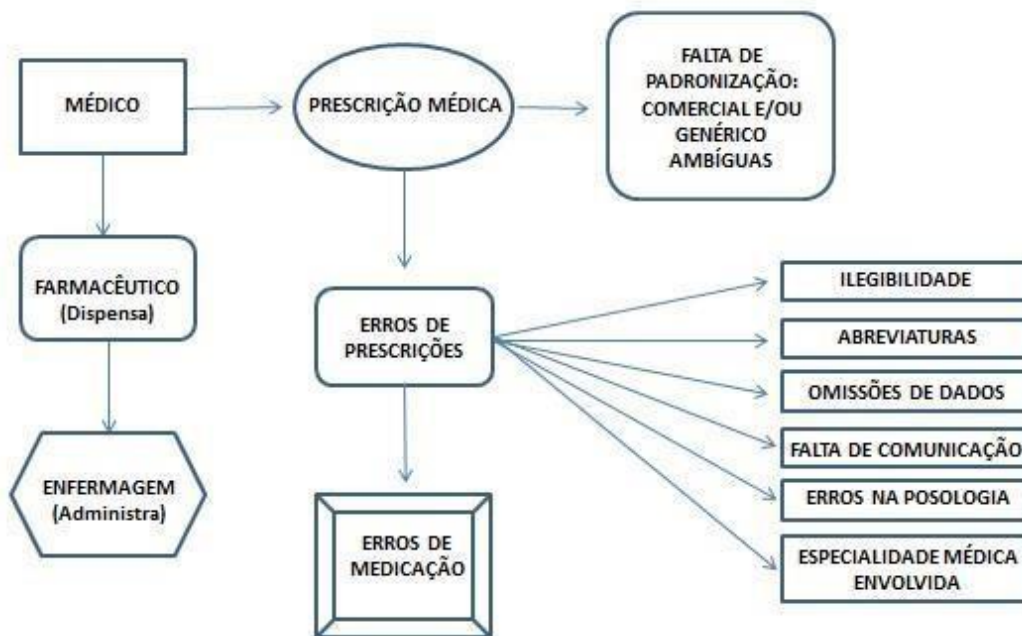 MÉDICO
PRESCRIÇÃO MÉDICA
FALTA DE
PADRONIZAÇÃO:
COMERCIAL E/OU
GENÉRICO
AMBÍGUAS
FARMACÊUTICO
(Dispensa)
ERROS DE
PRESCRIÇÕES
ILEGIBILIDADE
ABREVIATURAS
OMISSÕES DE DADOS
FALTA DE COMUNICAÇÃO
ERROS NA POSOLOGIA
ESPECIALIDADE MÉDICA
ENVOLVIDA
ENFERMAGEM
(Administra)
ERROS DE
MEDICAÇÃO